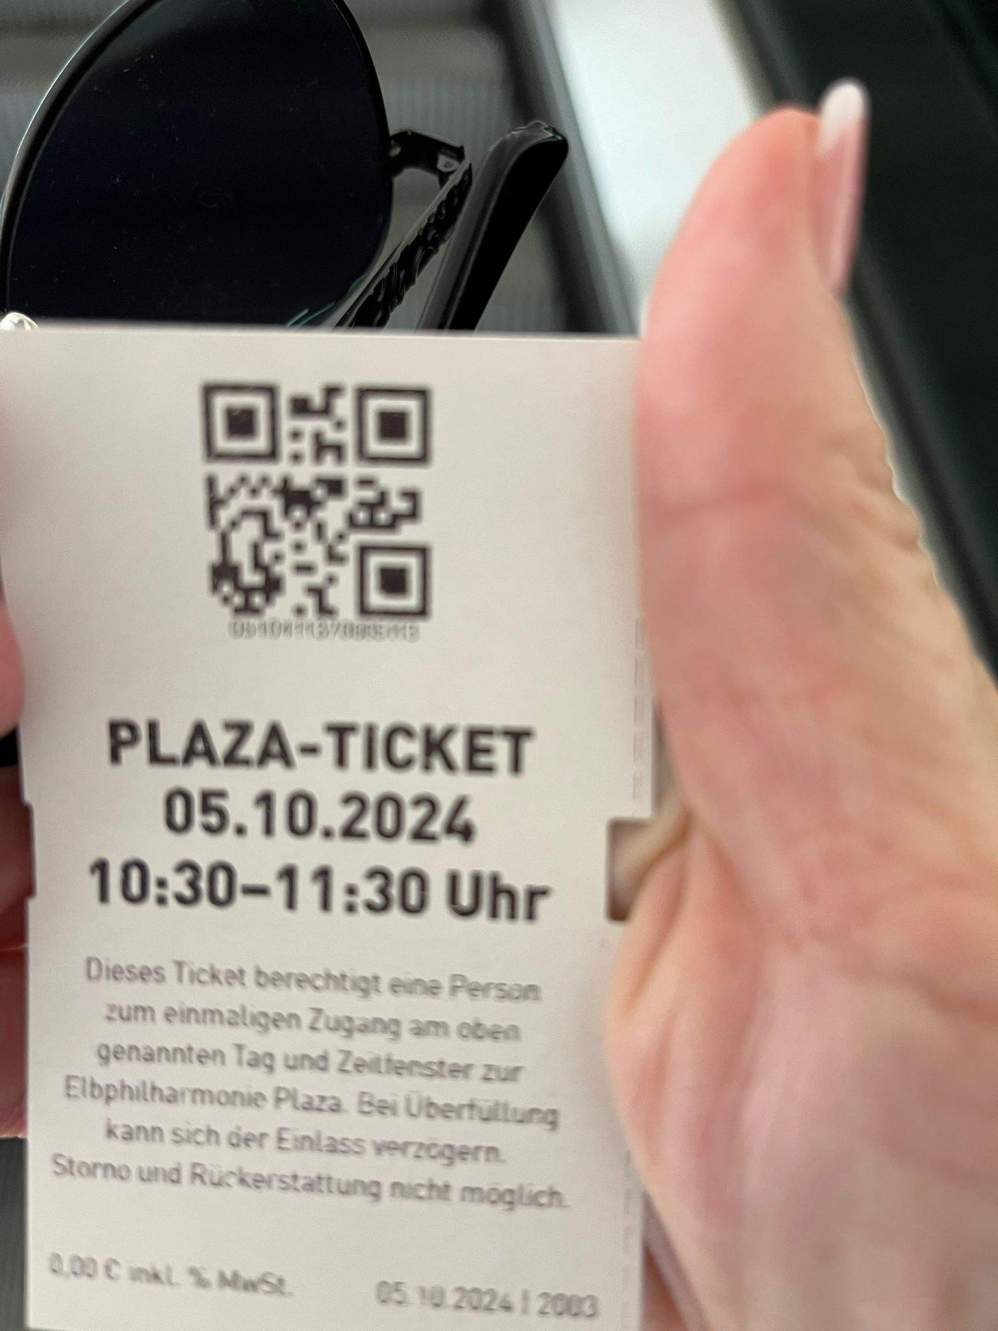 PLAZA-TICKET
05.10.2024
10:30–11:30 Uhr
Dieses Ticket berechtigt eine Person
zum einmaligen Zugang am oben
genannten Tag und Zeitfenster zur
Elbphilharmonie Plaza. Bei Überfüllung
kann sich der Einlass verzögern.
Storno und Rückerstattung nicht möglich.
0,00 € inkl. % MwSt.
05.10.2024 | 2003